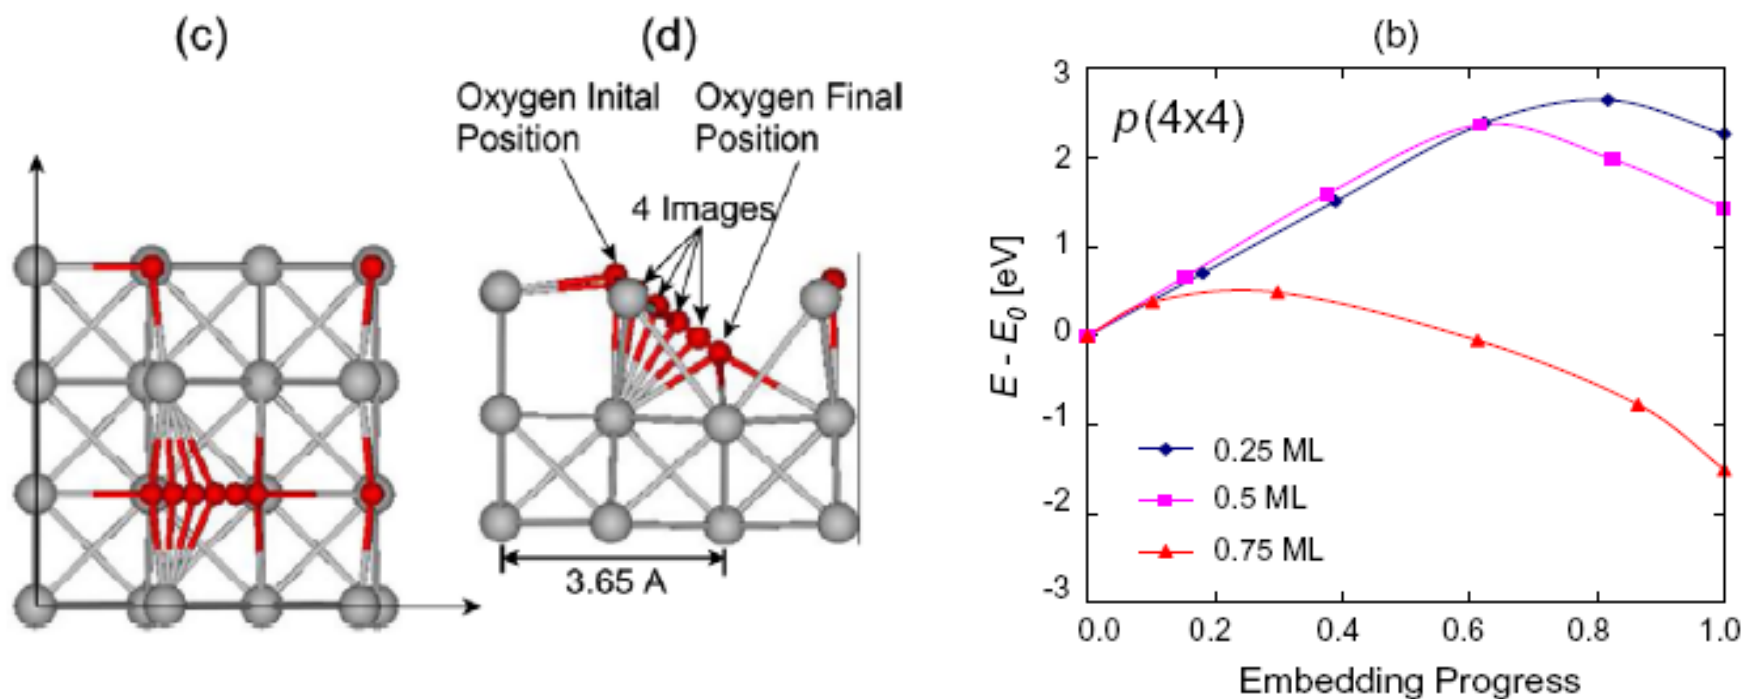 (c)
(d)
Oxygen Inital
Position
Oxygen Final
Position
4 Images
3.65 A
(b)
p(4x4)
E - E0 [eV]
3
2
1
0
-1
-2
-3
0.25 ML
0.5 ML
0.75 ML
0.0 0.2 0.4 0.6 0.8 1.0
Embedding Progress